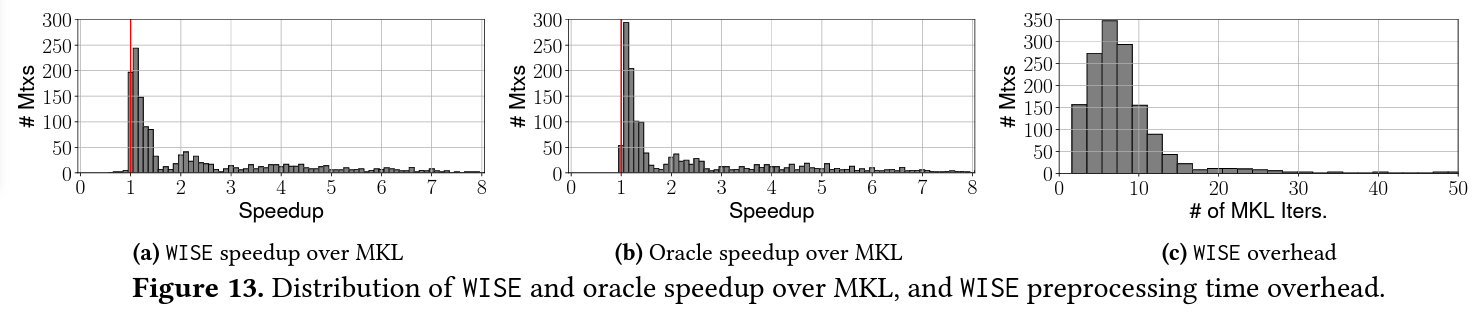 300
250
200
150
100
50
0
# Mtxs
0 1 2 3 4 5 6 7 8
Speedup
(a) WISE speedup over MKL
300
250
200
150
100
50
0
# Mtxs
0 1 2 3 4 5 6 7 8
Speedup
(b) Oracle speedup over MKL
350
300
250
200
150
100
50
0
# Mtxs
0 10 20 30 40 50
# of MKL Iters.
(c) WISE overhead
Figure 13. Distribution of WISE and oracle speedup over MKL, and WISE preprocessing time overhead.